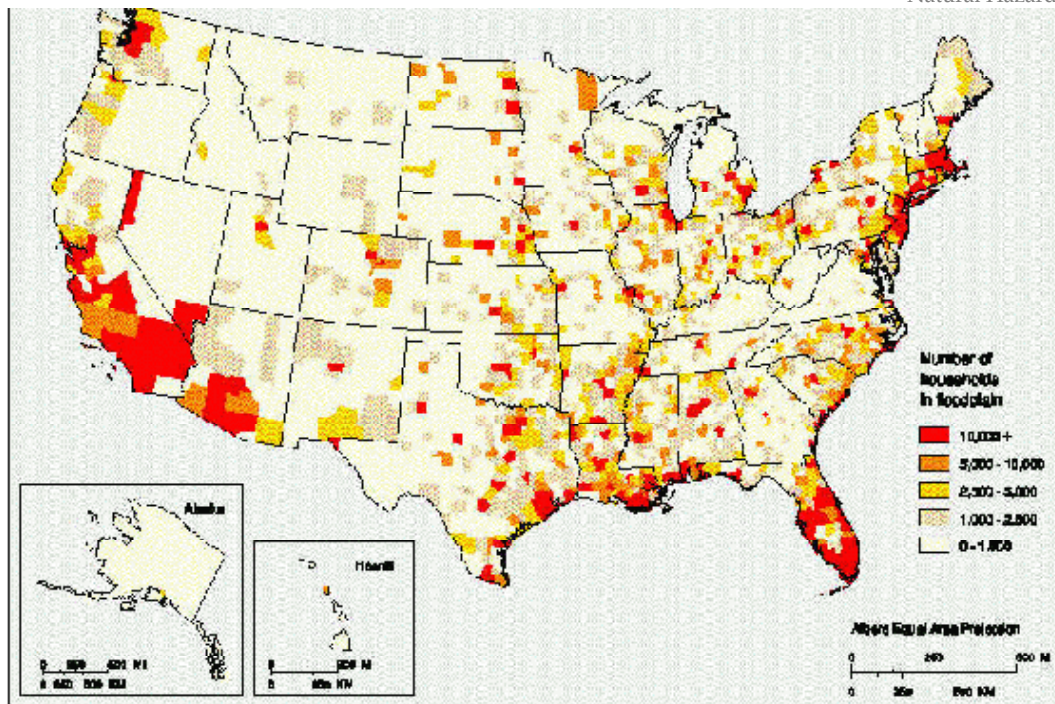 Natural Hazard
Number of
households
in floodplain
10,000 +
5,000 - 10,000
2,500 - 5,000
1,000 - 2,500
0 - 1,000
Alaska
Hawaii
Albers Equal Area Projection
0